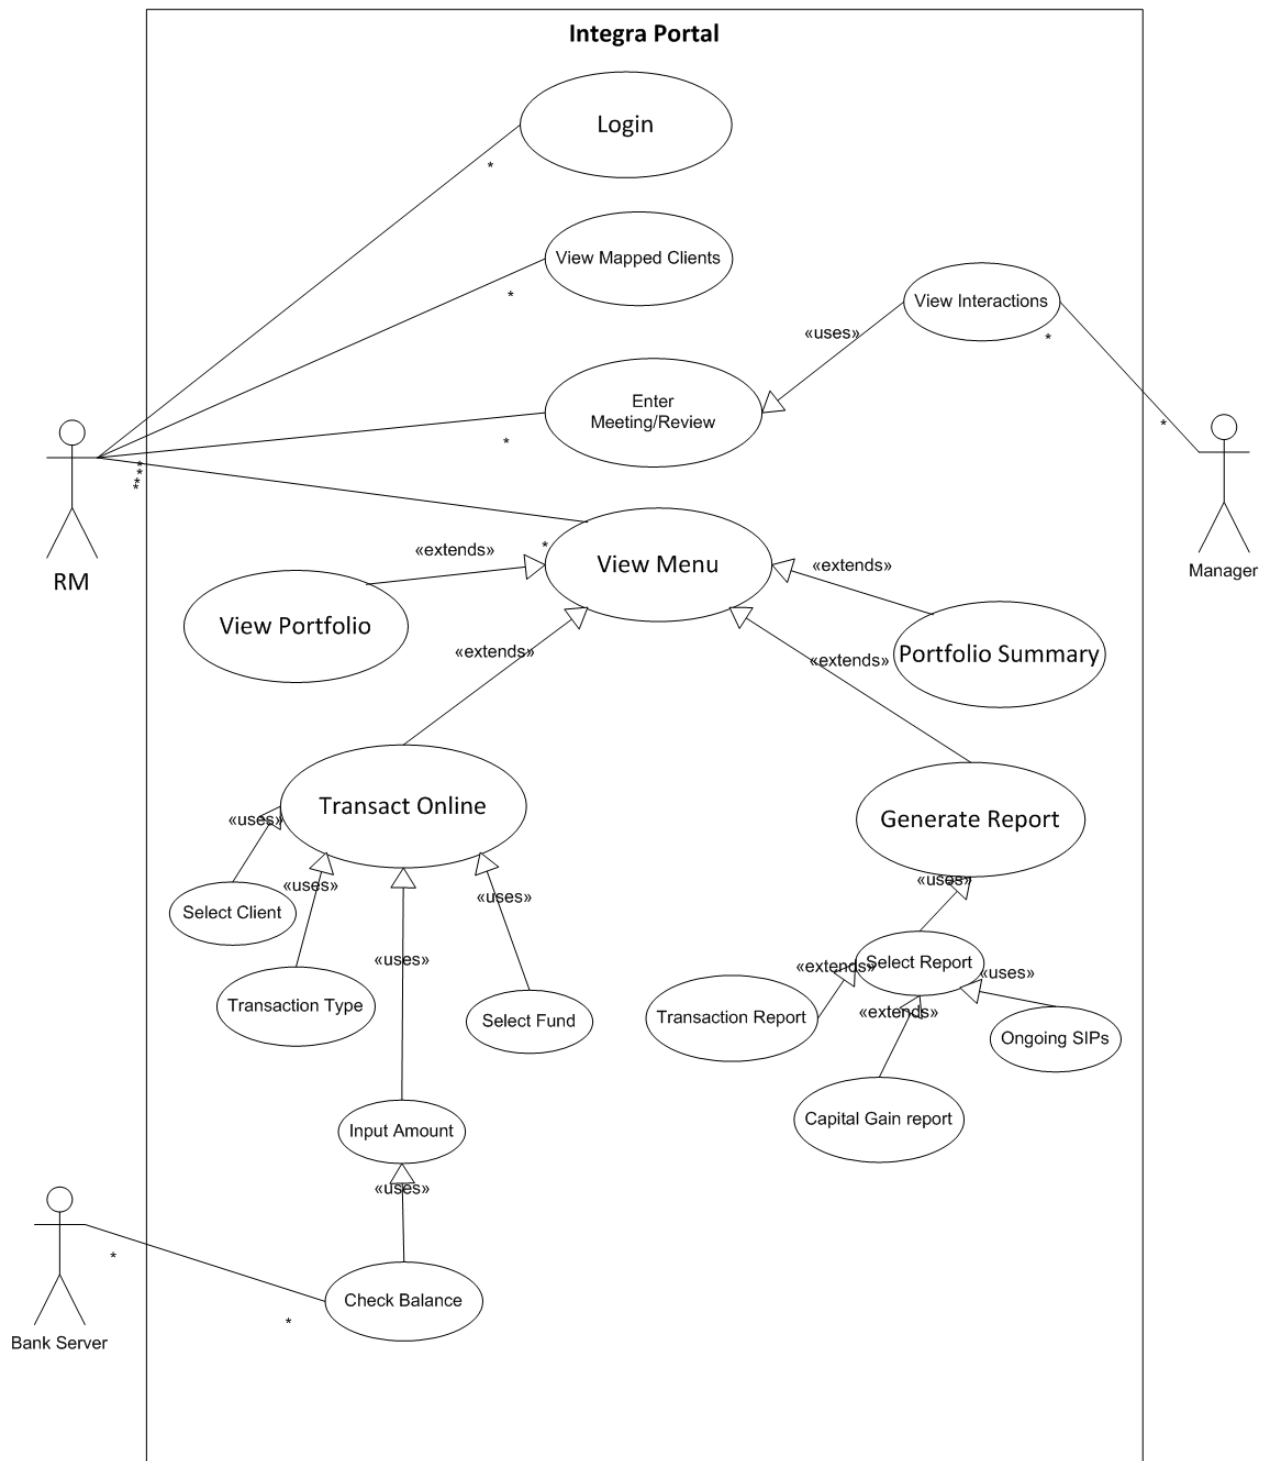 Integra Portal
Login
*
View Mapped Clients
*
View Interactions
*
«uses»
Enter
Meeting/Review
*
*
****
RM
Manager
«extends»
*
View Menu
«extends»
View Portfolio
«extends»
«extends»
Portfolio Summary
Transact Online
«uses»
Generate Report
«uses»
«uses»
«uses»
Select Client
«uses»
«uses»
Select Report
«extends»
«uses»
Transaction Type
Select Fund
Transaction Report
«extends»
Ongoing SIPs
Input Amount
Capital Gain report
«uses»
*
Check Balance
*
Bank Server